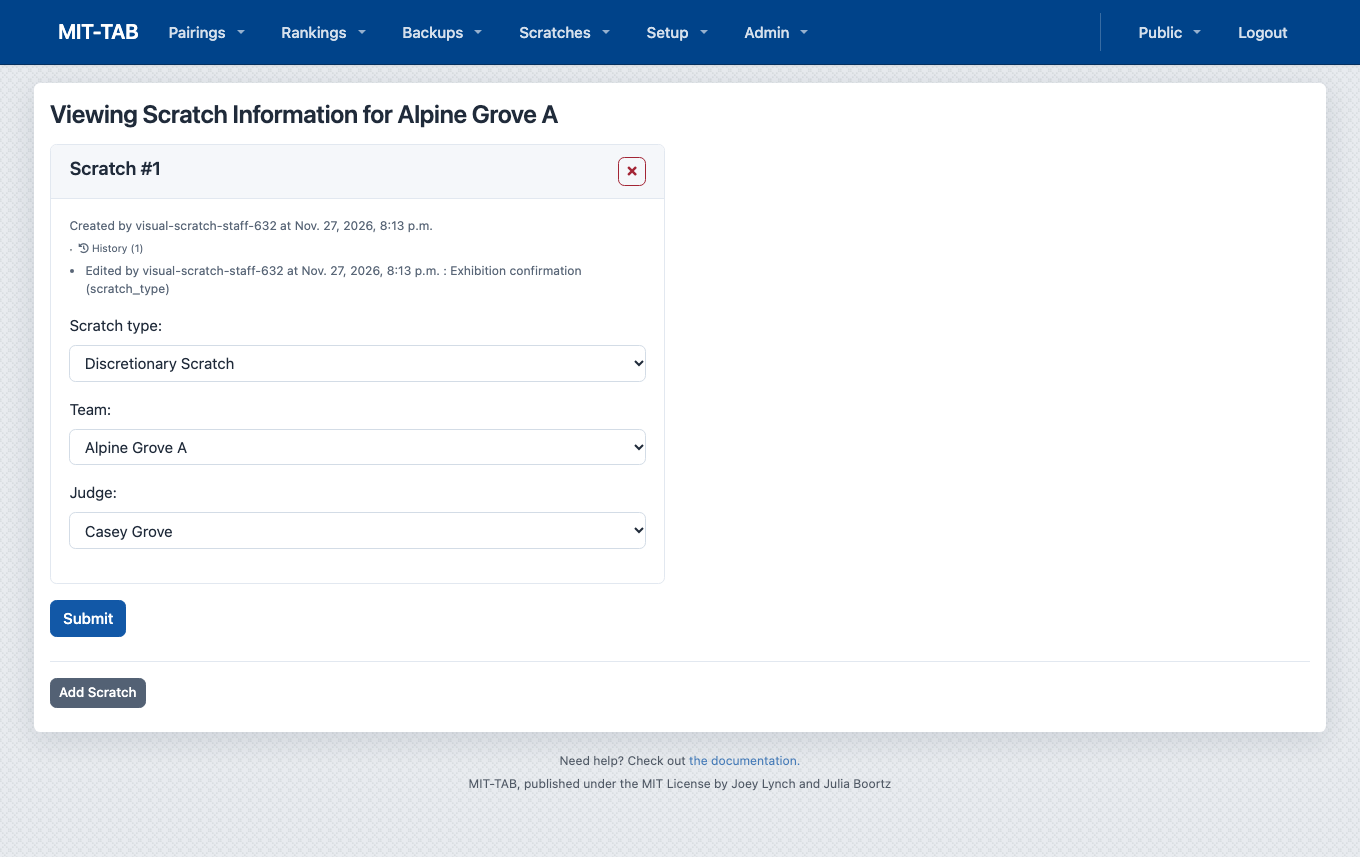 MIT-TAB Pairings Rankings Backups Scratches Setup Admin Public Logout
Viewing Scratch Information for Alpine Grove A
Scratch #1
Created by visual-scratch-staff-632 at Nov. 27, 2026, 8:13 p.m.
· History (1)
• Edited by visual-scratch-staff-632 at Nov. 27, 2026, 8:13 p.m. : Exhibition confirmation
(scratch_type)
Scratch type:
Discretionary Scratch
Team:
Alpine Grove A
Judge:
Casey Grove
Submit
Add Scratch
Need help? Check out the documentation.
MIT-TAB, published under the MIT License by Joey Lynch and Julia Boortz